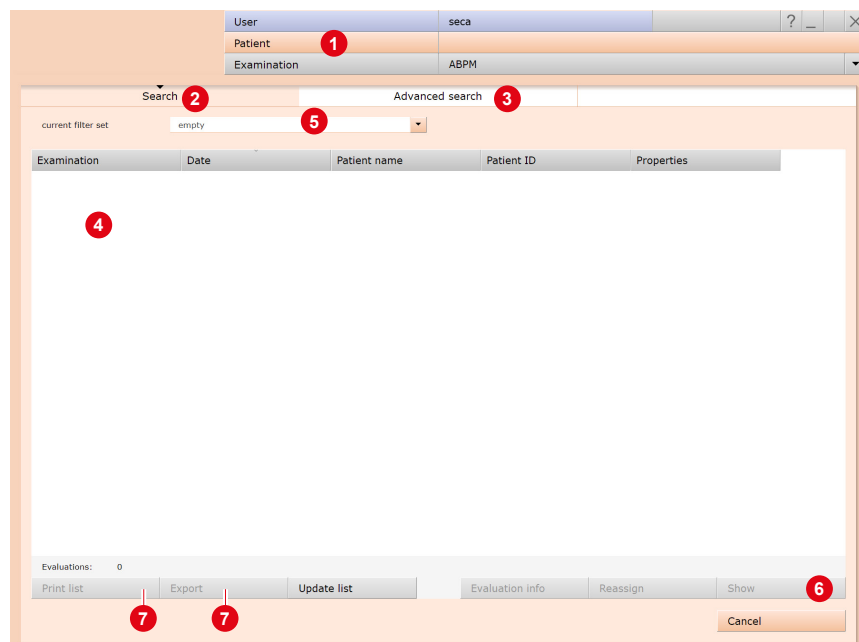 User seca ? _ X
Patient 1
Examination ABPM
Search 2 Advanced search 3
current filter set empty 5
Examination Date Patient name Patient ID Properties
4
Evaluations: 0
Print list Export Update list Evaluation info Reassign Show 6
7 7
Cancel